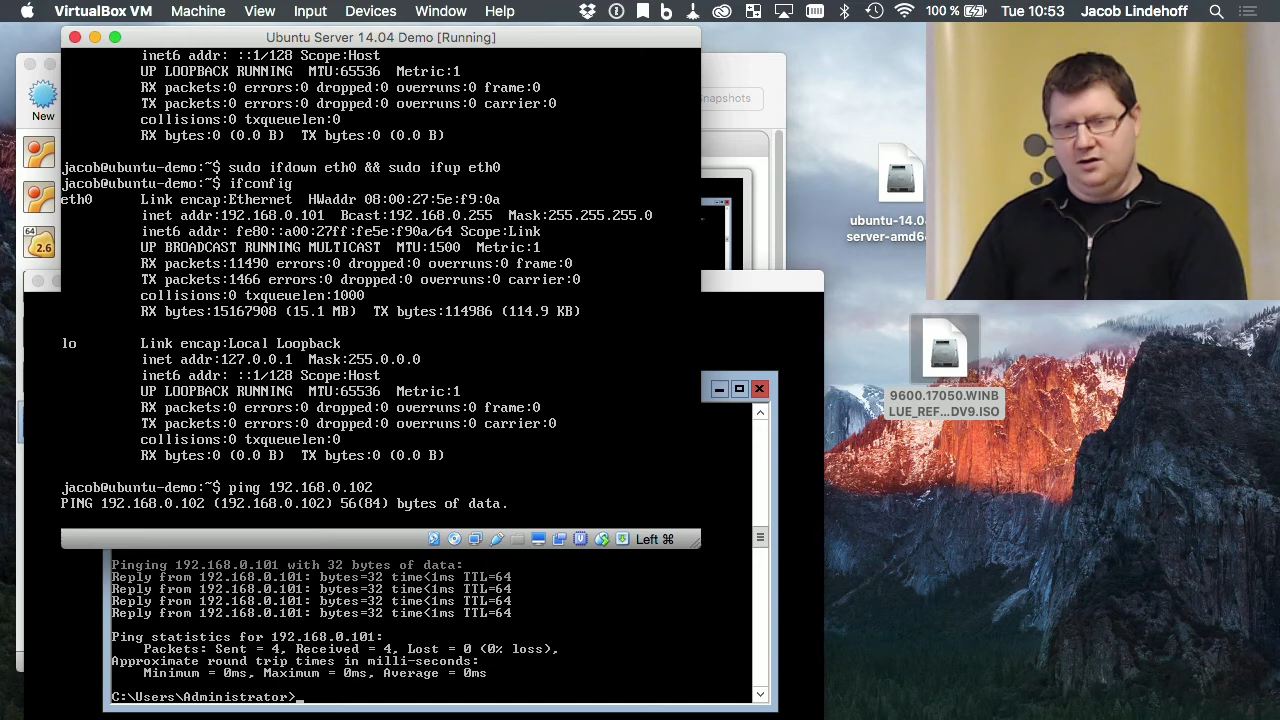 VirtualBox VM Machine View Input Devices Window Help 100 % Tue 10:53 Jacob Lindehoff
Ubuntu Server 14.04 Demo [Running]
New
napshots
64
2.6
inet6 addr: ::1/128 Scope:Host
UP LOOPBACK RUNNING MTU:65536 Metric:1
RX packets:0 errors:0 dropped:0 overruns:0 frame:0
TX packets:0 errors:0 dropped:0 overruns:0 carrier:0
collisions:0 txqueuelen:0
RX bytes:0 (0.0 B) TX bytes:0 (0.0 B)
jacob@ubuntu-demo:~$ sudo ifdown eth0 && sudo ifup eth0
jacob@ubuntu-demo:~$ ifconfig
eth0 Link encap:Ethernet HWaddr 08:00:27:5e:f9:0a
inet addr:192.168.0.101 Bcast:192.168.0.255 Mask:255.255.255.0
inet6 addr: fe80::a00:27ff:fe5e:f90a/64 Scope:Link
UP BROADCAST RUNNING MULTICAST MTU:1500 Metric:1
RX packets:11490 errors:0 dropped:0 overruns:0 frame:0
TX packets:1466 errors:0 dropped:0 overruns:0 carrier:0
collisions:0 txqueuelen:1000
RX bytes:15167908 (15.1 MB) TX bytes:114986 (114.9 KB)
lo Link encap:Local Loopback
inet addr:127.0.0.1 Mask:255.0.0.0
inet6 addr: ::1/128 Scope:Host
UP LOOPBACK RUNNING MTU:65536 Metric:1
RX packets:0 errors:0 dropped:0 overruns:0 frame:0
TX packets:0 errors:0 dropped:0 overruns:0 carrier:0
collisions:0 txqueuelen:0
RX bytes:0 (0.0 B) TX bytes:0 (0.0 B)
jacob@ubuntu-demo:~$ ping 192.168.0.102
PING 192.168.0.102 (192.168.0.102) 56(84) bytes of data.
Left ⌘
Pinging 192.168.0.101 with 32 bytes of data:
Reply from 192.168.0.101: bytes=32 time<1ms TTL=64
Reply from 192.168.0.101: bytes=32 time<1ms TTL=64
Reply from 192.168.0.101: bytes=32 time<1ms TTL=64
Reply from 192.168.0.101: bytes=32 time<1ms TTL=64
Ping statistics for 192.168.0.101:
Packets: Sent = 4, Received = 4, Lost = 0 (0% loss),
Approximate round trip times in milli-seconds:
Minimum = 0ms, Maximum = 0ms, Average = 0ms
C:\Users\Administrator>_
ubuntu-14.0
server-amd6
9600.17050.WINB
LUE_REF...DV9.ISO